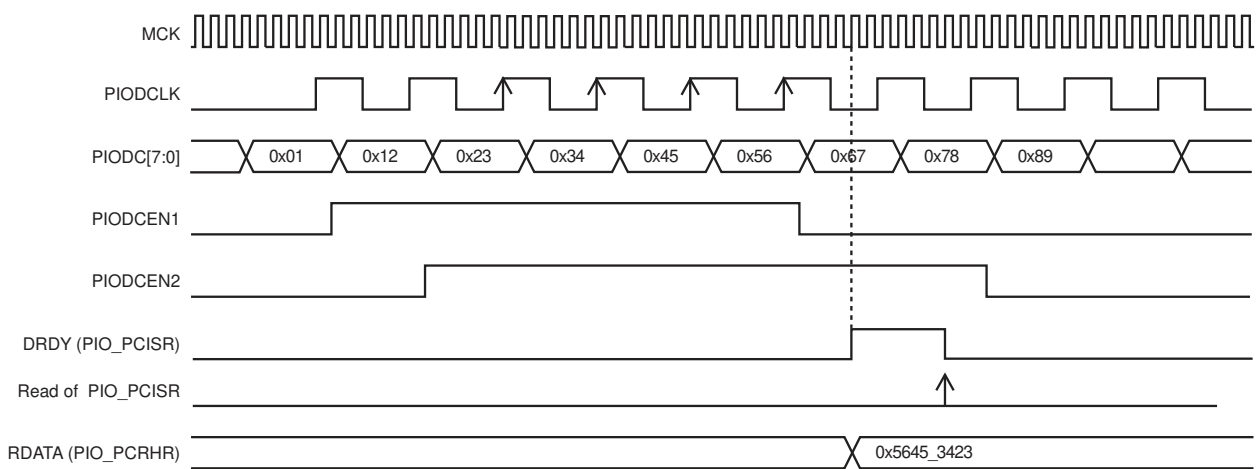 MCK
PIODCLK
PIODC[7:0] 0x01 0x12 0x23 0x34 0x45 0x56 0x67 0x78 0x89
PIODCEN1
PIODCEN2
DRDY (PIO_PCISR)
Read of PIO_PCISR
RDATA (PIO_PCRHR) 0x5645_3423